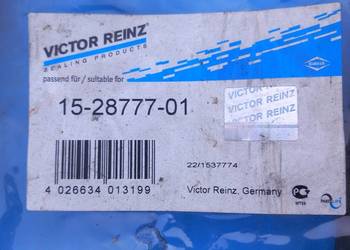 VICTOR REINZ
SEALING PRODUCTS
passend für / suitable for
15-28777-01
VICTOR REINZ
VICTOR REINZ
VICTOR REINZ
22/1537774
4 026634 013199
Victor Reinz, Germany